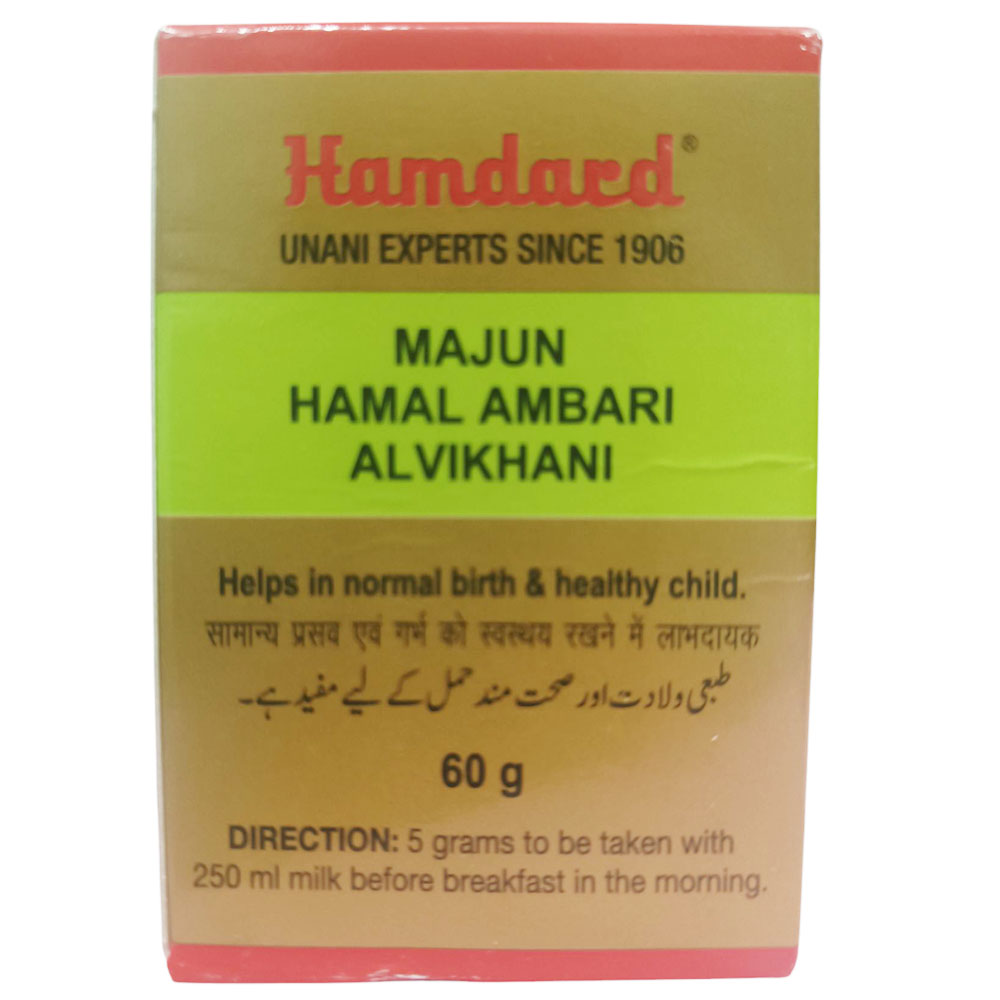 Hamdard®
UNANI EXPERTS SINCE 1906
MAJUN
HAMAL AMBARI
ALVIKHANI
Helps in normal birth & healthy child.
सामान्य प्रसव एवं गर्भ को स्वस्थय रखने में लाभदायक
طبعی ولادت اور صحت مند حمل کے لیے مفید ہے۔
60 g
DIRECTION: 5 grams to be taken with
250 ml milk before breakfast in the morning.